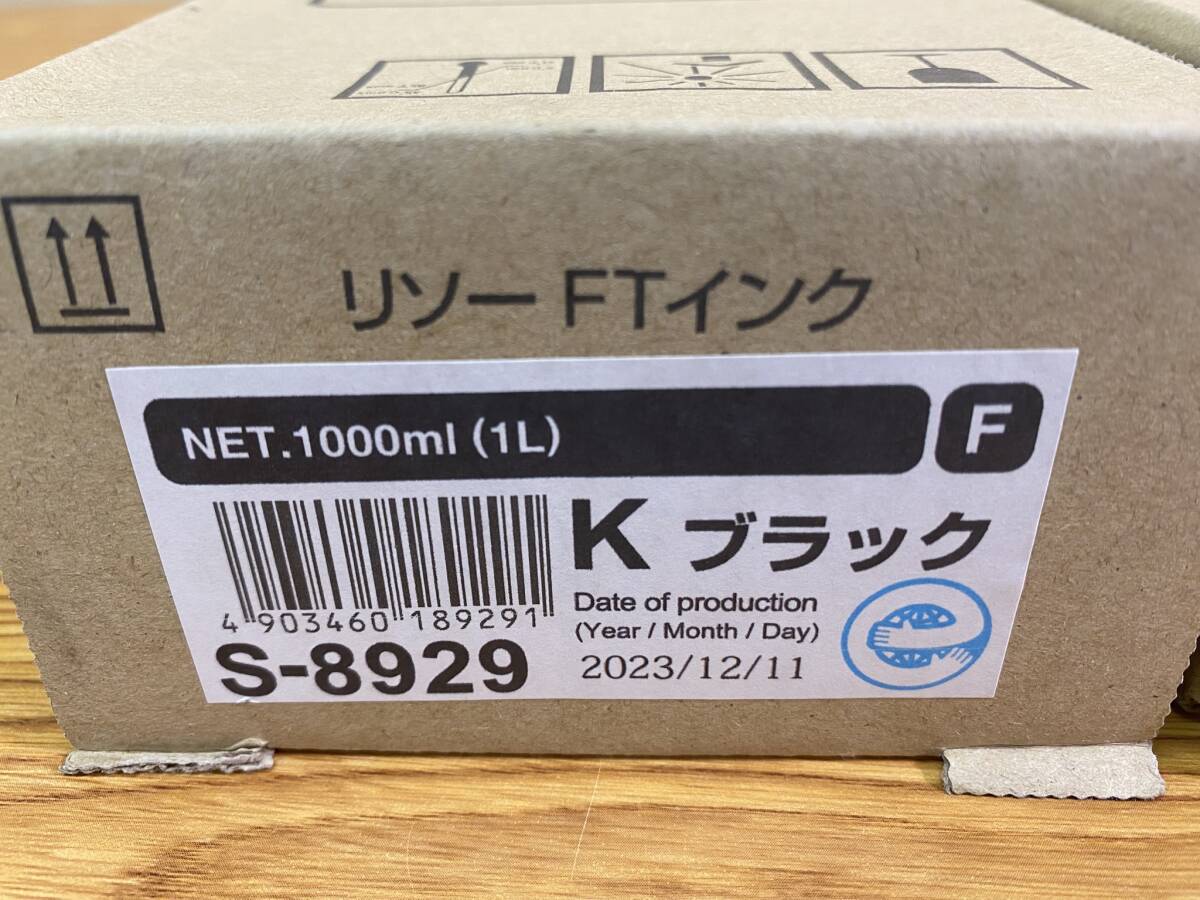 リソーFTインク
NET.1000ml (1L)
F
K ブラック
4 903460 189291
Date of production
(Year / Month / Day)
S-8929
2023/12/11